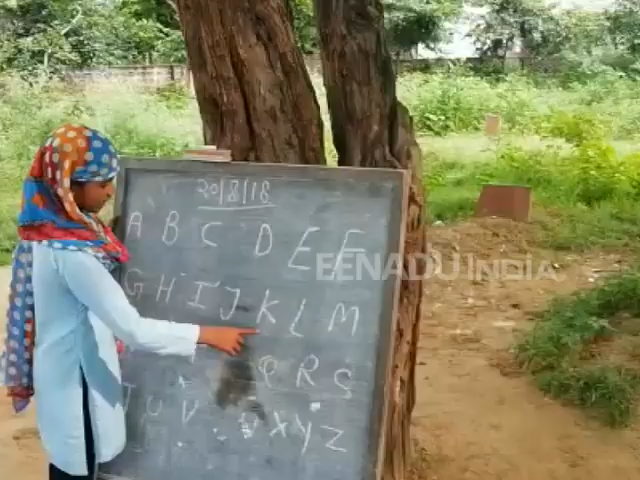 20/8/18
A B C D E F
G H I J K L M
Q R S
T U V W X Y Z
EENADU INDIA